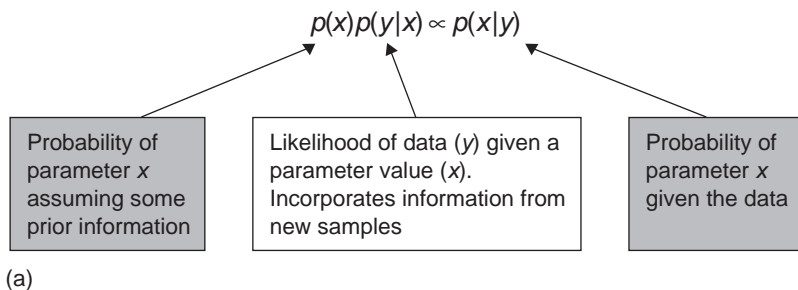 p(x)p(y|x) ∝ p(x|y)
Probability of
parameter x
assuming some
prior information
Likelihood of data (y) given a
parameter value (x).
Incorporates information from
new samples
Probability of
parameter x
given the data
(a)